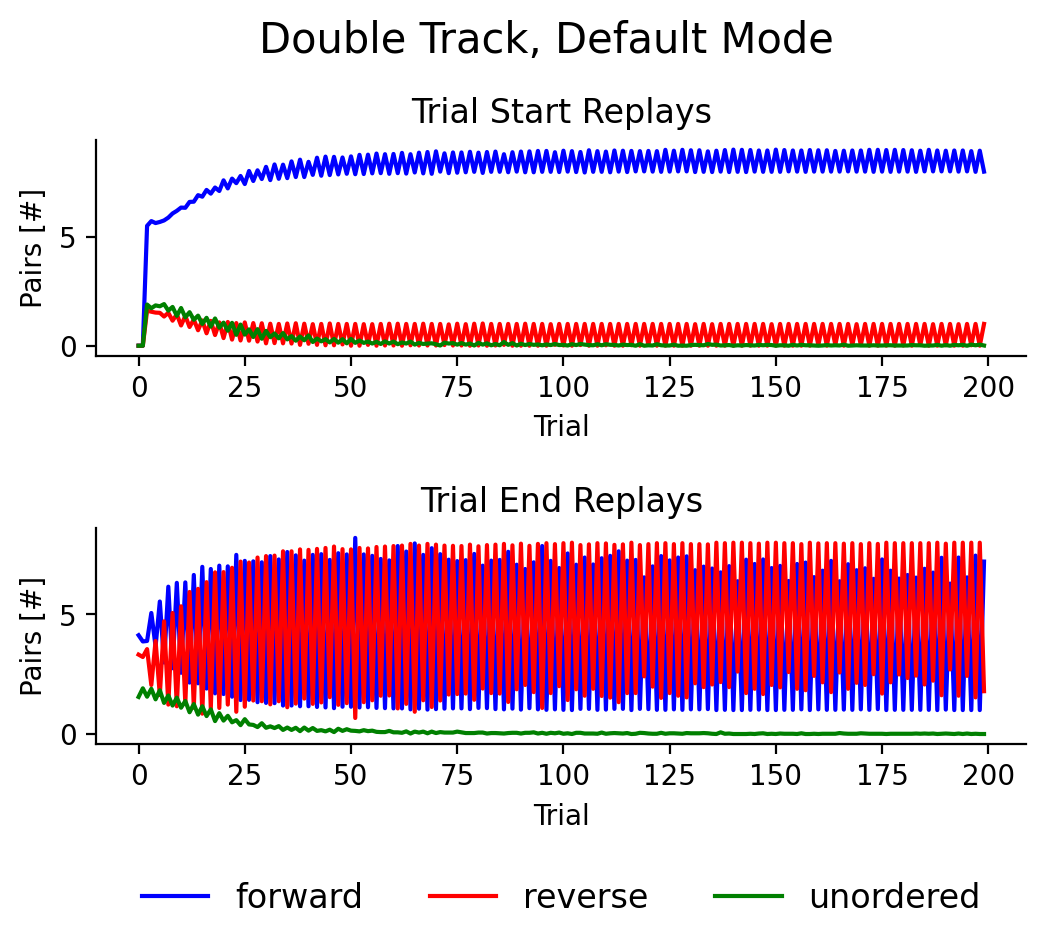 Double Track, Default Mode
Trial Start Replays
Pairs [#]
5
0
0 25 50 75 100 125 150 175 200
Trial
Trial End Replays
Pairs [#]
5
0
0 25 50 75 100 125 150 175 200
Trial
forward reverse unordered